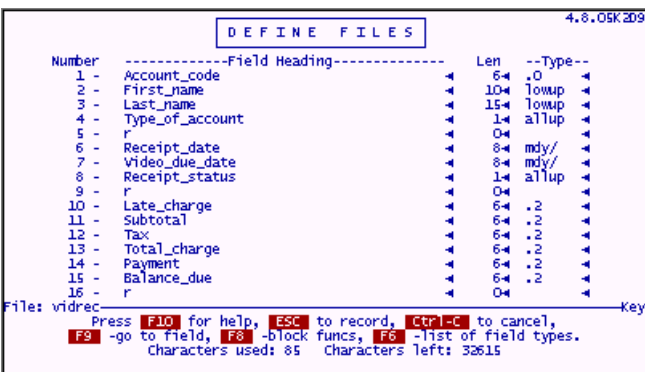 4.8.05K2D9
D E F I N E   F I L E S
Number -------------Field Heading-------------- Len --Type--
1 - Account_code 6 .0
2 - First_name 10 lowup
3 - Last_name 15 lowup
4 - Type_of_account 1 allup
5 - r 0
6 - Receipt_date 8 mdy/
7 - Video_due_date 8 mdy/
8 - Receipt_status 1 allup
9 - r 0
10 - Late_charge 6 .2
11 - Subtotal 6 .2
12 - Tax 6 .2
13 - Total_charge 6 .2
14 - Payment 6 .2
15 - Balance_due 6 .2
16 - r 0
File: vidrec Key
Press F10 for help, ESC to record, Ctrl-C to cancel,
F9 -go to field, F8 -block funcs, F6 -list of field types.
Characters used: 85 Characters left: 32615